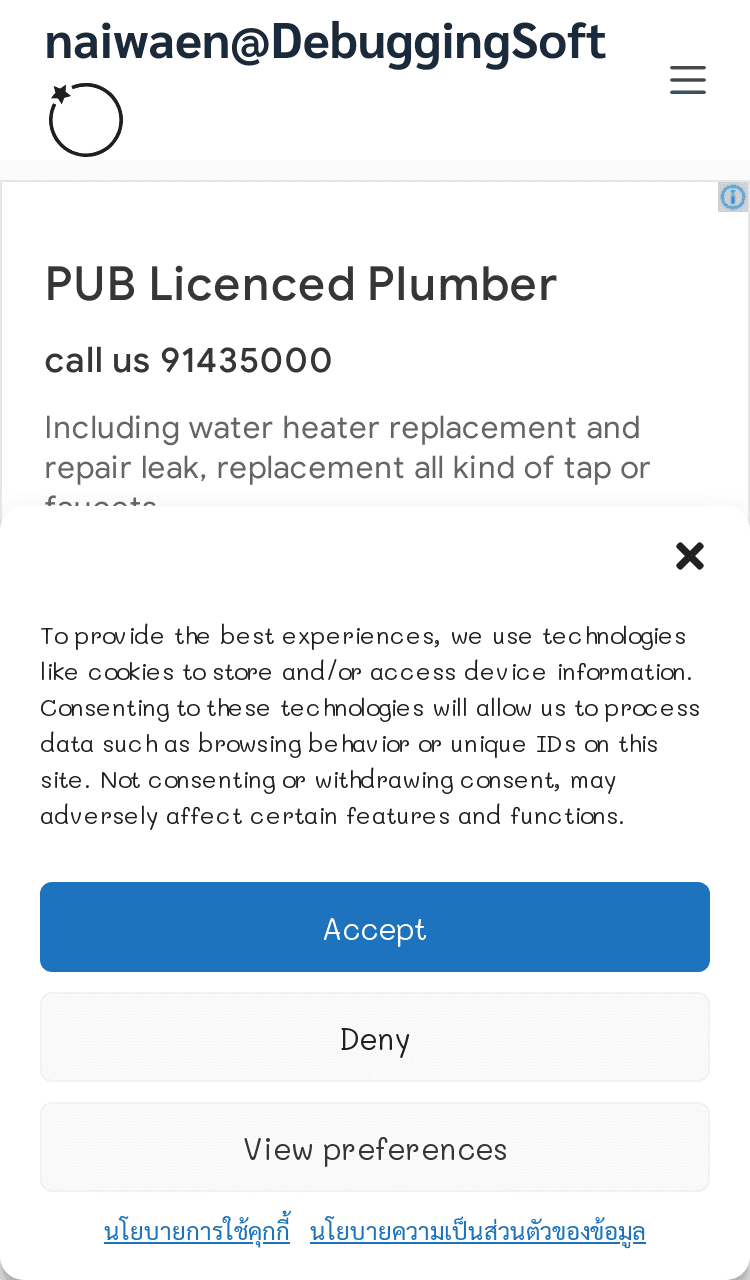 naiwaen@DebuggingSoft
PUB Licenced Plumber
call us 91435000
Including water heater replacement and
repair leak, replacement all kind of tap or
faucets
To provide the best experiences, we use technologies
like cookies to store and/or access device information.
Consenting to these technologies will allow us to process
data such as browsing behavior or unique IDs on this
site. Not consenting or withdrawing consent, may
adversely affect certain features and functions.
Accept
Deny
View preferences
นโยบายการใช้คุกกี้ นโยบายความเป็นส่วนตัวของข้อมูล